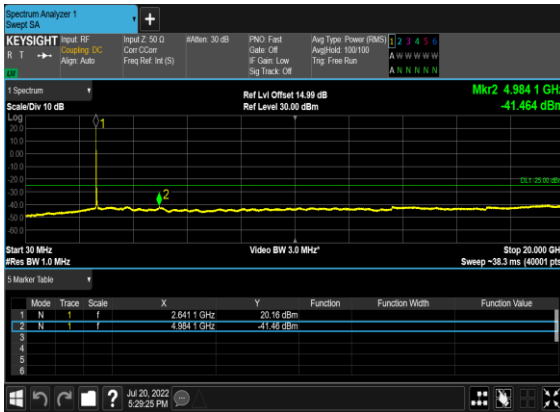 Spectrum Analyzer 1
Swept SA
+
KEYSIGHT Input: RF Input Z: 50 Ω #Atten: 30 dB PNO: Fast Avg Type: Power (RMS) 1 2 3 4 5 6
R T Coupling: DC Corr CCorr Gate: Off Avg|Hold: 100/100 A W W W W W
Align: Auto Freq Ref: Int (S) IF Gain: Low Trig: Free Run
LW Sig Track: Off A N N N N N
1 Spectrum Ref Lvl Offset 14.99 dB Mkr2 4.984 1 GHz
Scale/Div 10 dB Ref Level 30.00 dBm -41.464 dBm
Log
20.0
10.0
0.00
-10.0
-20.0
DL1 -25.00 dBm
-30.0
-40.0
-50.0
-60.0
1
2
Start 30 MHz Video BW 3.0 MHz* Stop 20.000 GHz
#Res BW 1.0 MHz Sweep ~38.3 ms (40001 pts)
5 Marker Table
Mode Trace Scale X Y Function Function Width Function Value
1 N 1 f 2.641 1 GHz 20.16 dBm
2 N 1 f 4.984 1 GHz -41.46 dBm
3
4
5
6
? Jul 20, 2022
5:29:25 PM